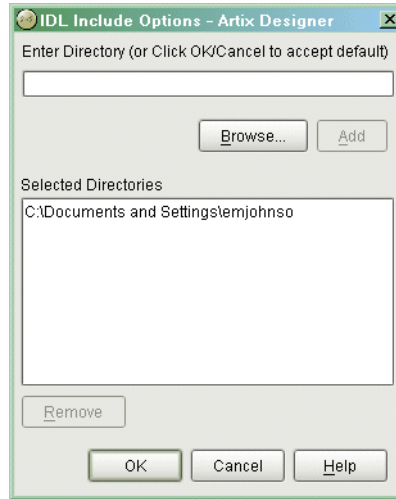 IDL Include Options - Artix Designer
Enter Directory (or Click OK/Cancel to accept default)
Browse...
Add
Selected Directories
C:\Documents and Settings\emjohnso
Remove
OK
Cancel
Help